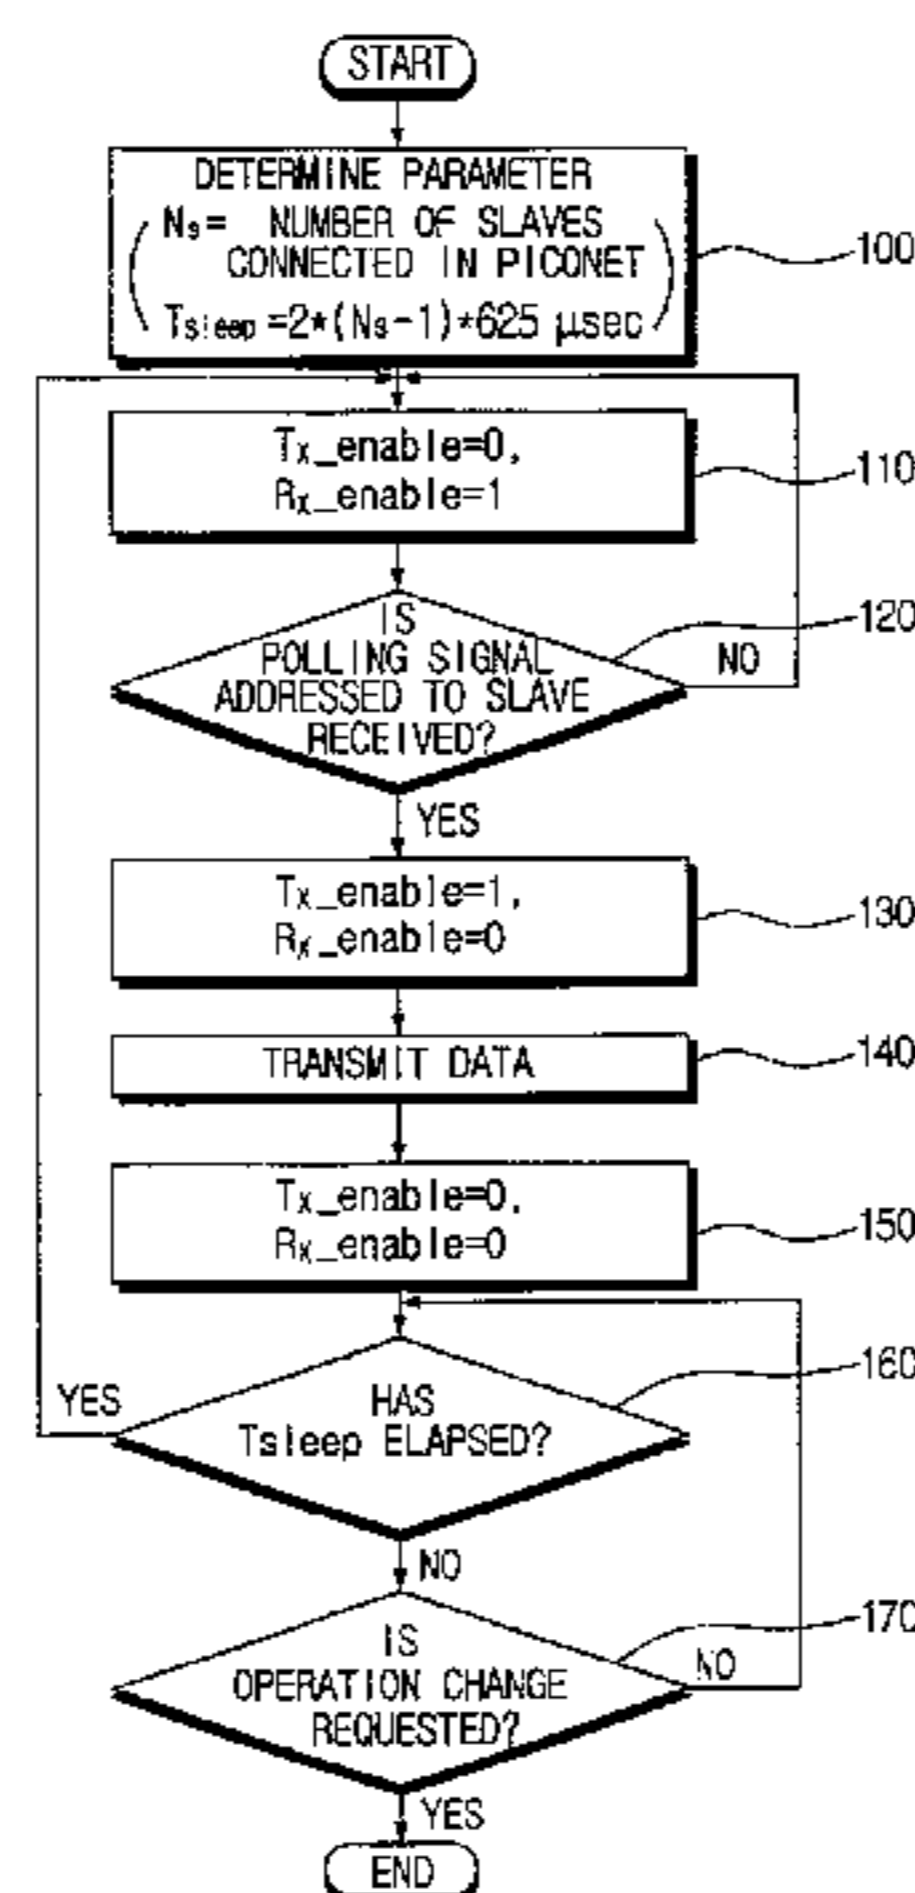 START
DETERMINE PARAMETER
Ns= NUMBER OF SLAVES
CONNECTED IN PICONET
Tsleep=2*(Ns-1)*625 μsec
100
Tx_enable=0,
Rx_enable=1
110
IS
POLLING SIGNAL
ADDRESSED TO SLAVE
RECEIVED?
120
NO
YES
Tx_enable=1,
Rx_enable=0
130
TRANSMIT DATA
140
Tx_enable=0,
Rx_enable=0
150
HAS
Tsleep ELAPSED?
160
YES
NO
IS
OPERATION CHANGE
REQUESTED?
170
NO
YES
END